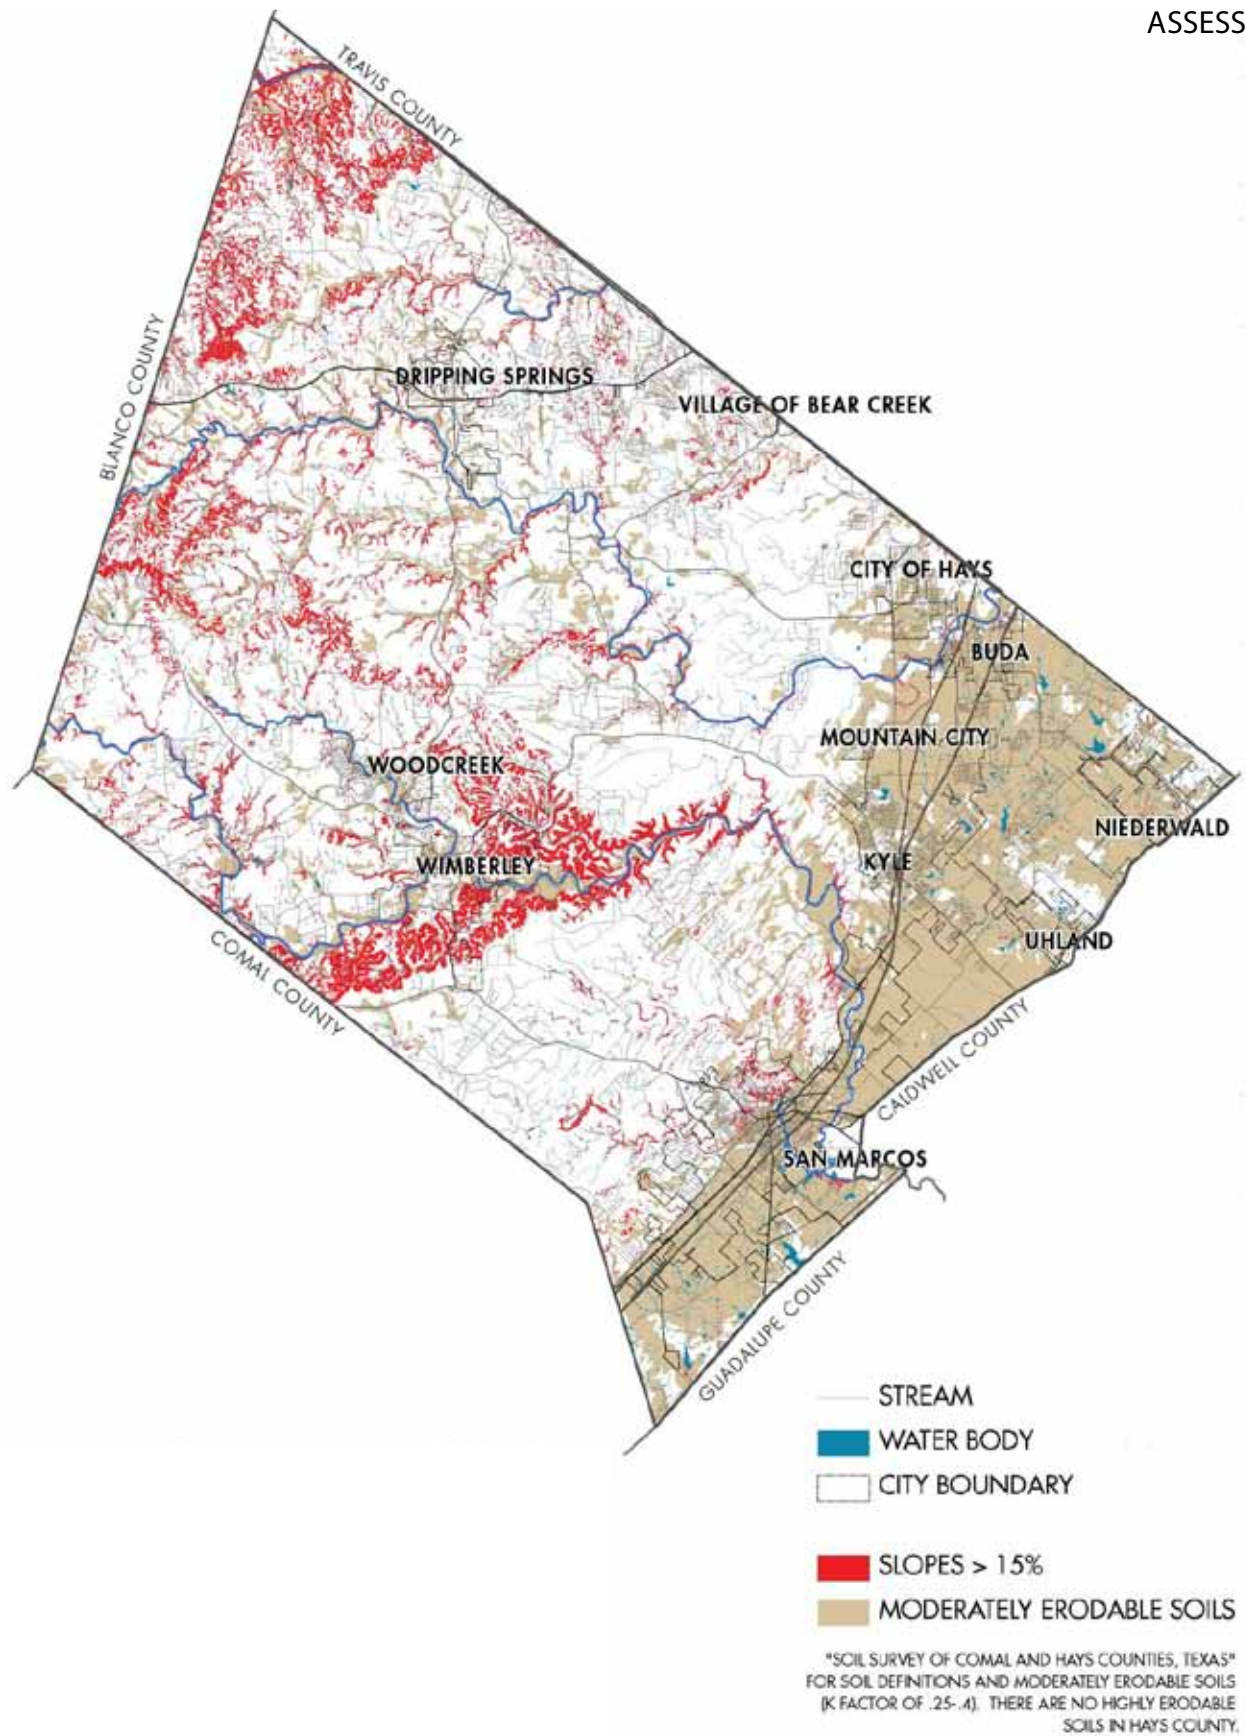 ASSESS
TRAVIS COUNTY
BLANCO COUNTY
DRIPPING SPRINGS
VILLAGE OF BEAR CREEK
CITY OF HAYS
BUDA
MOUNTAIN CITY
WOODCREEK
NIEDERWALD
WIMBERLEY
KYLE
UHLAND
COMAL COUNTY
CALDWELL COUNTY
SAN MARCOS
GUADALUPE COUNTY
STREAM
WATER BODY
CITY BOUNDARY
SLOPES > 15%
MODERATELY ERODABLE SOILS
"SOIL SURVEY OF COMAL AND HAYS COUNTIES, TEXAS"
FOR SOIL DEFINITIONS AND MODERATELY ERODABLE SOILS
(K FACTOR OF .25-.4). THERE ARE NO HIGHLY ERODABLE
SOILS IN HAYS COUNTY.